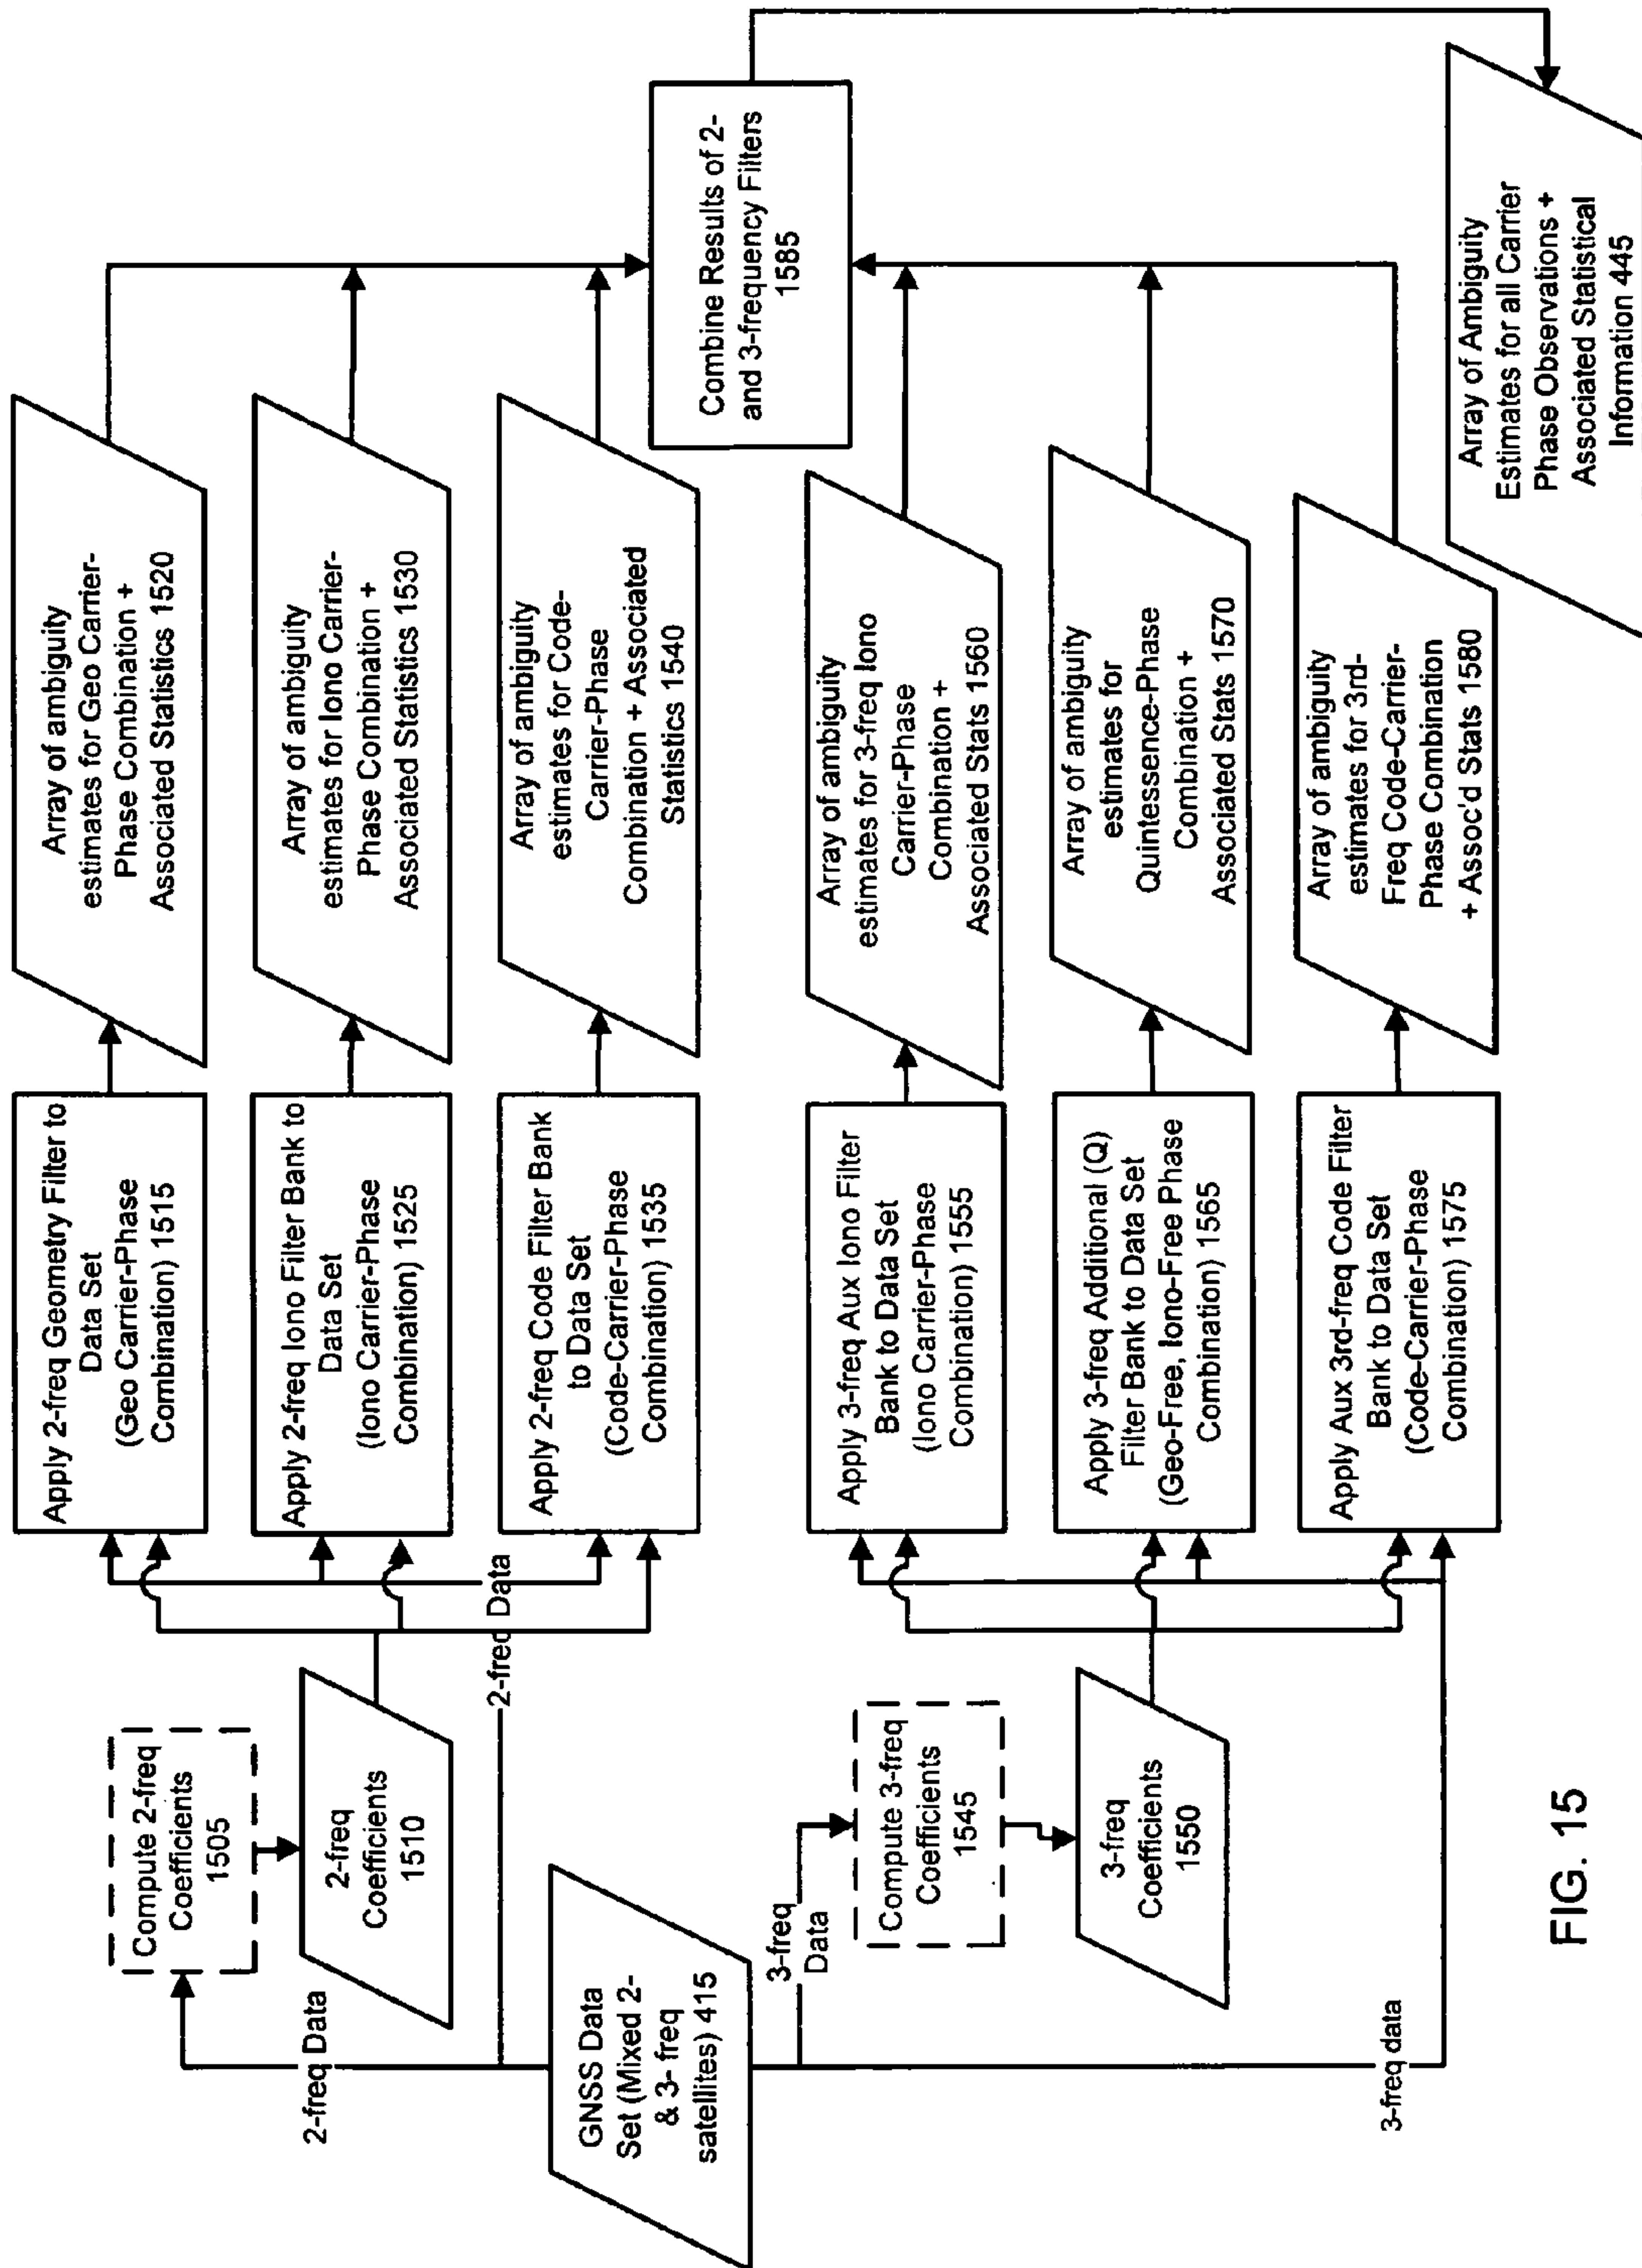 2-freq Data
Compute 2-freq
Coefficients
1505
2-freq
Coefficients
1510
GNSS Data
Set (Mixed 2-
& 3- freq
satellites) 415
2-freq Data
3-freq
Data
Compute 3-freq
Coefficients
1545
3-freq
Coefficients
1550
3-freq data
Apply 2-freq Geometry Filter to
Data Set
(Geo Carrier-Phase
Combination) 1515
Apply 2-freq Iono Filter Bank to
Data Set
(Iono Carrier-Phase
Combination) 1525
Apply 2-freq Code Filter Bank
to Data Set
(Code-Carrier-Phase
Combination) 1535
Apply 3-freq Aux Iono Filter
Bank to Data Set
(Iono Carrier-Phase
Combination) 1555
Apply 3-freq Additional (Q)
Filter Bank to Data Set
(Geo-Free, Iono-Free Phase
Combination) 1565
Apply Aux 3rd-freq Code Filter
Bank to Data Set
(Code-Carrier-Phase
Combination) 1575
Array of ambiguity
estimates for Geo Carrier-
Phase Combination +
Associated Statistics 1520
Array of ambiguity
estimates for Iono Carrier-
Phase Combination +
Associated Statistics 1530
Array of ambiguity
estimates for Code-
Carrier-Phase
Combination + Associated
Statistics 1540
Array of ambiguity
estimates for 3-freq Iono
Carrier-Phase
Combination +
Associated Stats 1560
Array of ambiguity
estimates for
Quintessence-Phase
Combination +
Associated Stats 1570
Array of ambiguity
estimates for 3rd-
Freq Code-Carrier-
Phase Combination
+ Assoc'd Stats 1580
Combine Results of 2-
and 3-frequency Filters
1585
Array of Ambiguity
Estimates for all Carrier
Phase Observations +
Associated Statistical
Information 445
FIG. 15